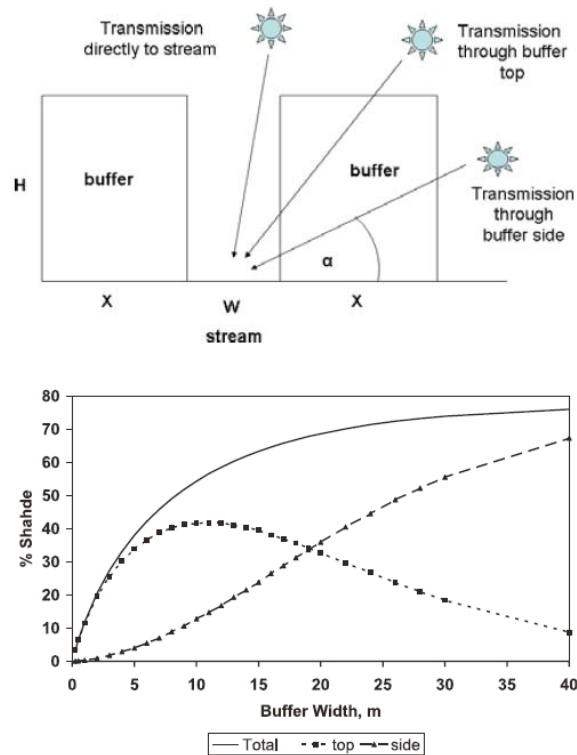 Transmission
directly to stream
Transmission
through buffer
top
H
buffer
buffer
Transmission
through
buffer side
α
X
W
X
stream
80
70
60
50
40
30
20
10
0
% Shahde
0 5 10 15 20 25 30 35 40
Buffer Width, m
Total top side